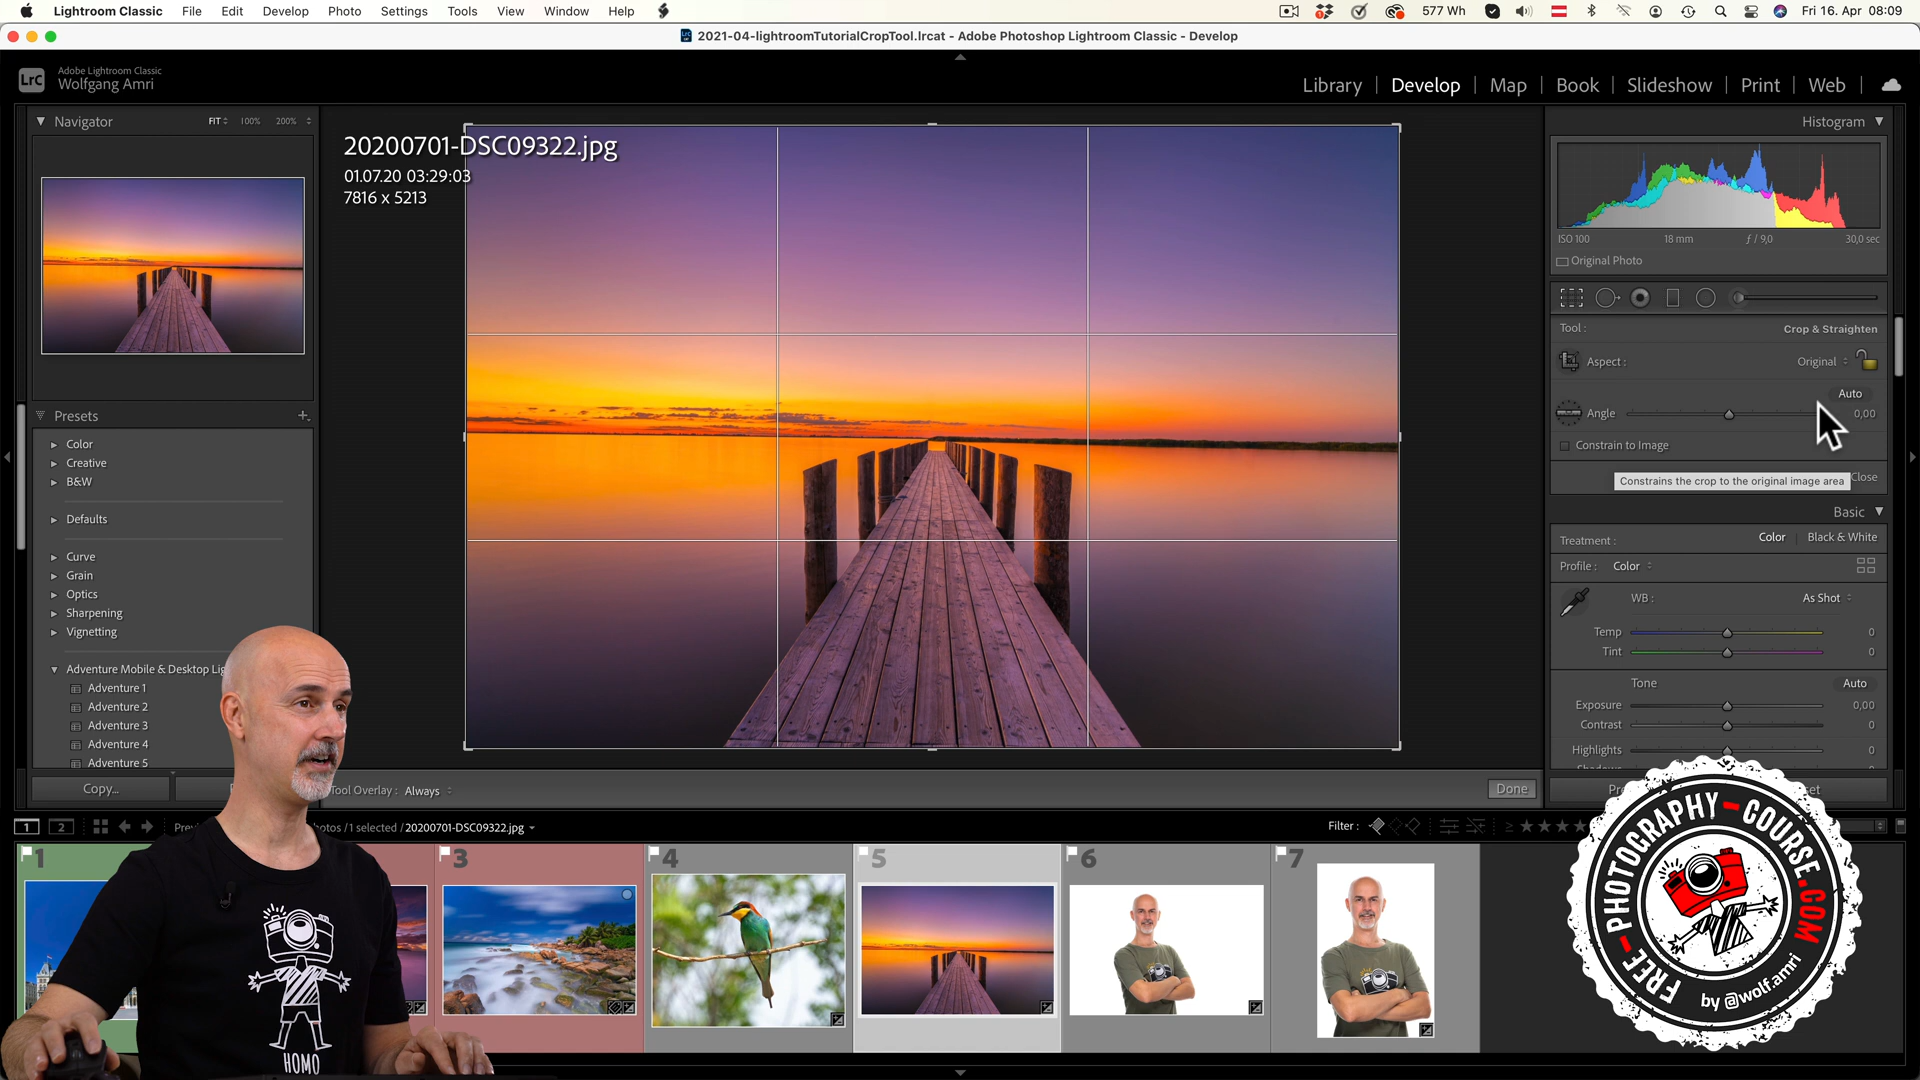 Lightroom Classic File Edit Develop Photo Settings Tools View Window Help 577 Wh Fri 16. Apr 08:09
2021-04-lightroomTutorialCropTool.lrcat - Adobe Photoshop Lightroom Classic - Develop
LrC Adobe Lightroom Classic
Wolfgang Amri
Library | Develop | Map | Book | Slideshow | Print | Web
Navigator FIT 100% 200%
20200701-DSC09322.jpg
01.07.20 03:29:03
7816 x 5213
Histogram
ISO 100 18 mm ƒ / 9,0 30,0 sec
Original Photo
Tool : Crop & Straighten
Aspect : Original
Auto
Angle 0,00
Constrain to Image
Constrains the crop to the original image area
Close
Presets
Color
Creative
B&W
Defaults
Curve
Grain
Optics
Sharpening
Vignetting
Adventure Mobile & Desktop
Adventure 1
Adventure 2
Adventure 3
Adventure 4
Adventure 5
Copy...
Basic
Treatment : Color | Black & White
Profile : Color
WB : As Shot
Temp 0
Tint 0
Tone Auto
Exposure 0,00
Contrast 0
Highlights 0
Tool Overlay : Always
Done
1 2 /1 selected /20200701-DSC09322.jpg Filter :
1 3 4 5 6 7
HOMO
FREE-PHOTOGRAPHY-COURSE.COM
by @wolf.amri